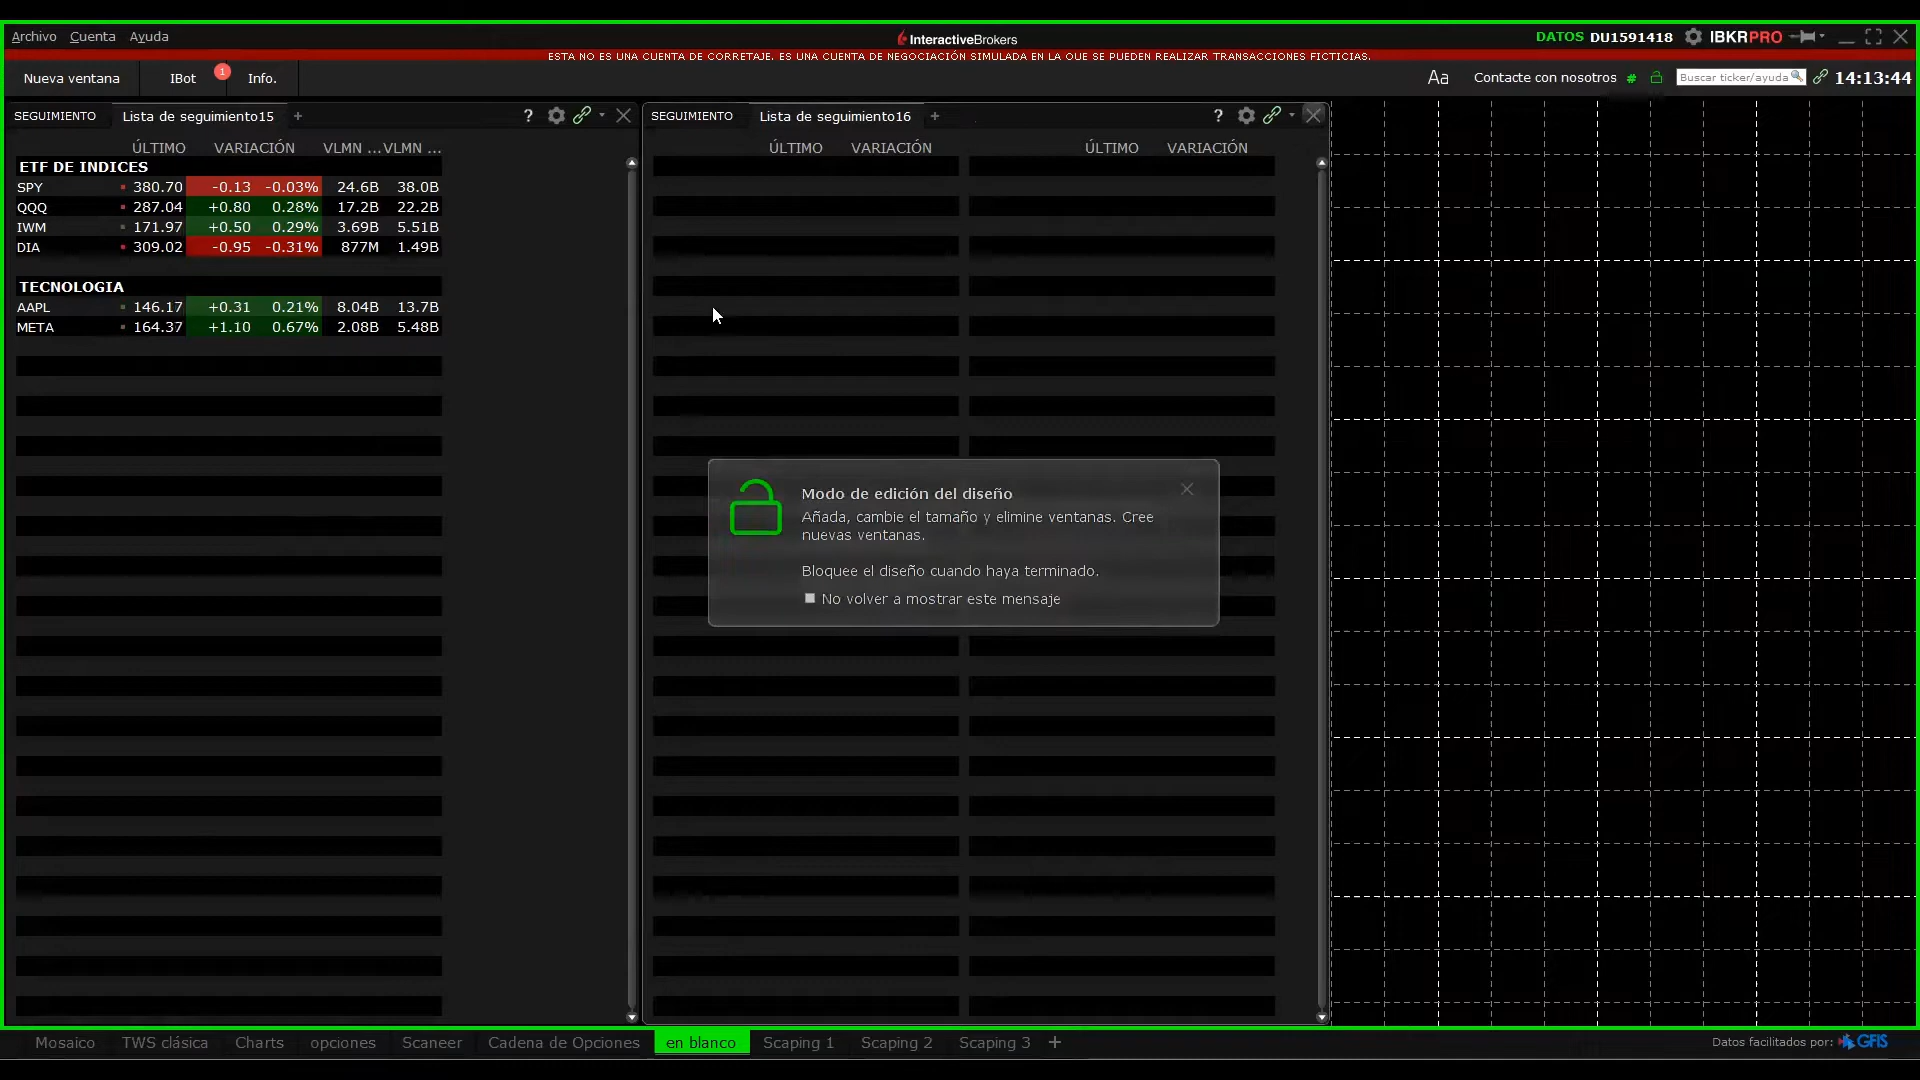 Archivo Cuenta Ayuda
InteractiveBrokers
DATOS DU1591418 IBKRPRO
ESTA NO ES UNA CUENTA DE CORRETAJE. ES UNA CUENTA DE NEGOCIACIÓN SIMULADA EN LA QUE SE PUEDEN REALIZAR TRANSACCIONES FICTICIAS.
Nueva ventana IBot 1 Info.
Aa Contacte con nosotros # Buscar ticker/ayuda 14:13:44
SEGUIMIENTO Lista de seguimiento15 + ?
ÚLTIMO VARIACIÓN VLMN ... VLMN ...
ETF DE INDICES
SPY 380.70 -0.13 -0.03% 24.6B 38.0B
QQQ 287.04 +0.80 0.28% 17.2B 22.2B
IWM 171.97 +0.50 0.29% 3.69B 5.51B
DIA 309.02 -0.95 -0.31% 877M 1.49B
TECNOLOGIA
AAPL 146.17 +0.31 0.21% 8.04B 13.7B
META 164.37 +1.10 0.67% 2.08B 5.48B
SEGUIMIENTO Lista de seguimiento16 + ?
ÚLTIMO VARIACIÓN ÚLTIMO VARIACIÓN
Modo de edición del diseño
Añada, cambie el tamaño y elimine ventanas. Cree
nuevas ventanas.
Bloquee el diseño cuando haya terminado.
No volver a mostrar este mensaje
Mosaico TWS clásica Charts opciones Scaneer Cadena de Opciones en blanco Scaping 1 Scaping 2 Scaping 3 +
Datos facilitados por: GFIS